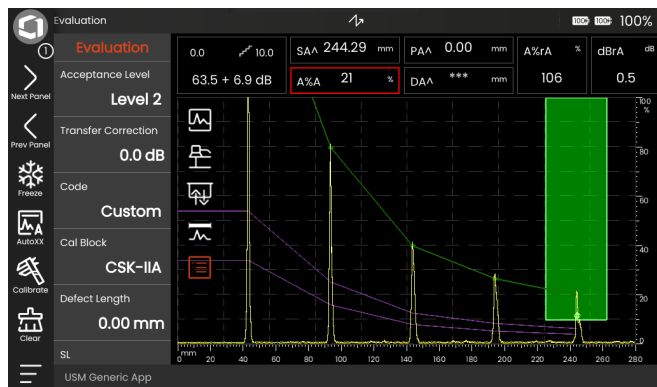 Evaluation
100%
100%
100%
1
Next Panel
Prev Panel
Freeze
AutoXX
Calibrate
Clear
Evaluation
Acceptance Level
Level 2
Transfer Correction
0.0 dB
Code
Custom
Cal Block
CSK-IIA
Defect Length
0.00 mm
SL
USM Generic App
0.0 10.0
63.5 + 6.9 dB
SA^ 244.29 mm
A%A 21 %
PA^ 0.00 mm
DA^ *** mm
A%rA %
106
dBrA dB
0.5
100
%
80
60
40
20
0
0 mm 20 40 60 80 100 120 140 160 180 200 220 240 260 280